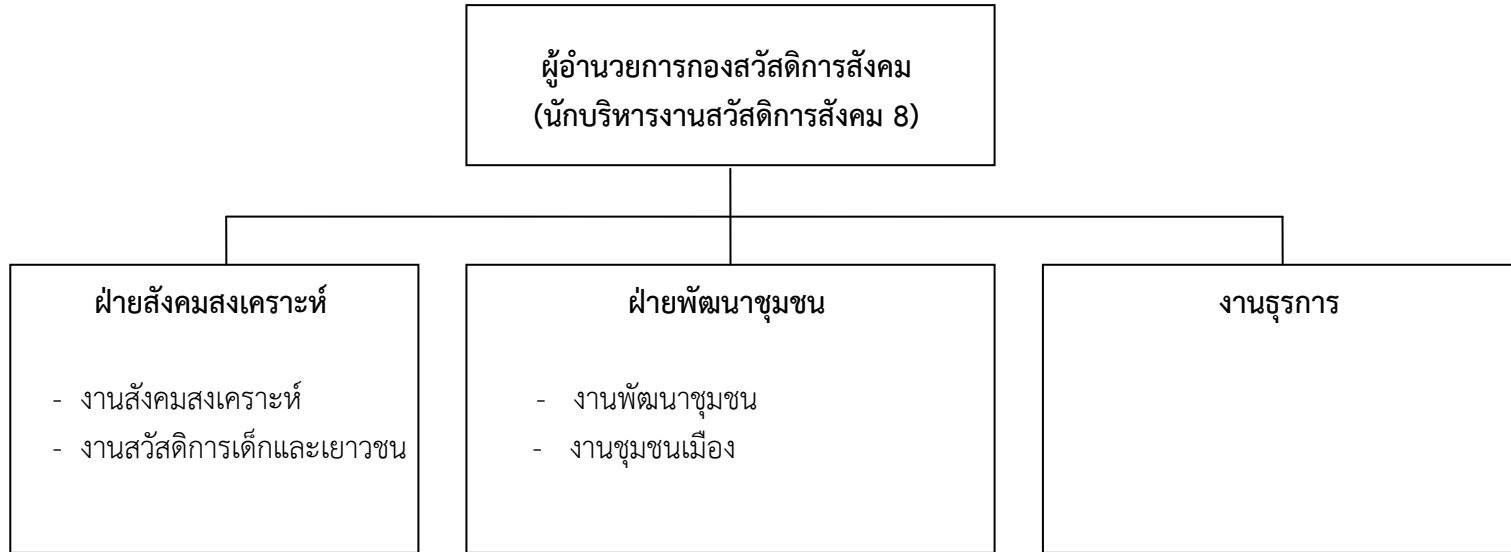 ผู้อำนวยการกองสวัสดิการสังคม
(นักบริหารงานสวัสดิการสังคม 8)
ฝ่ายสังคมสงเคราะห์
- งานสังคมสงเคราะห์
- งานสวัสดิการเด็กและเยาวชน
ฝ่ายพัฒนาชุมชน
- งานพัฒนาชุมชน
- งานชุมชนเมือง
งานธุรการ